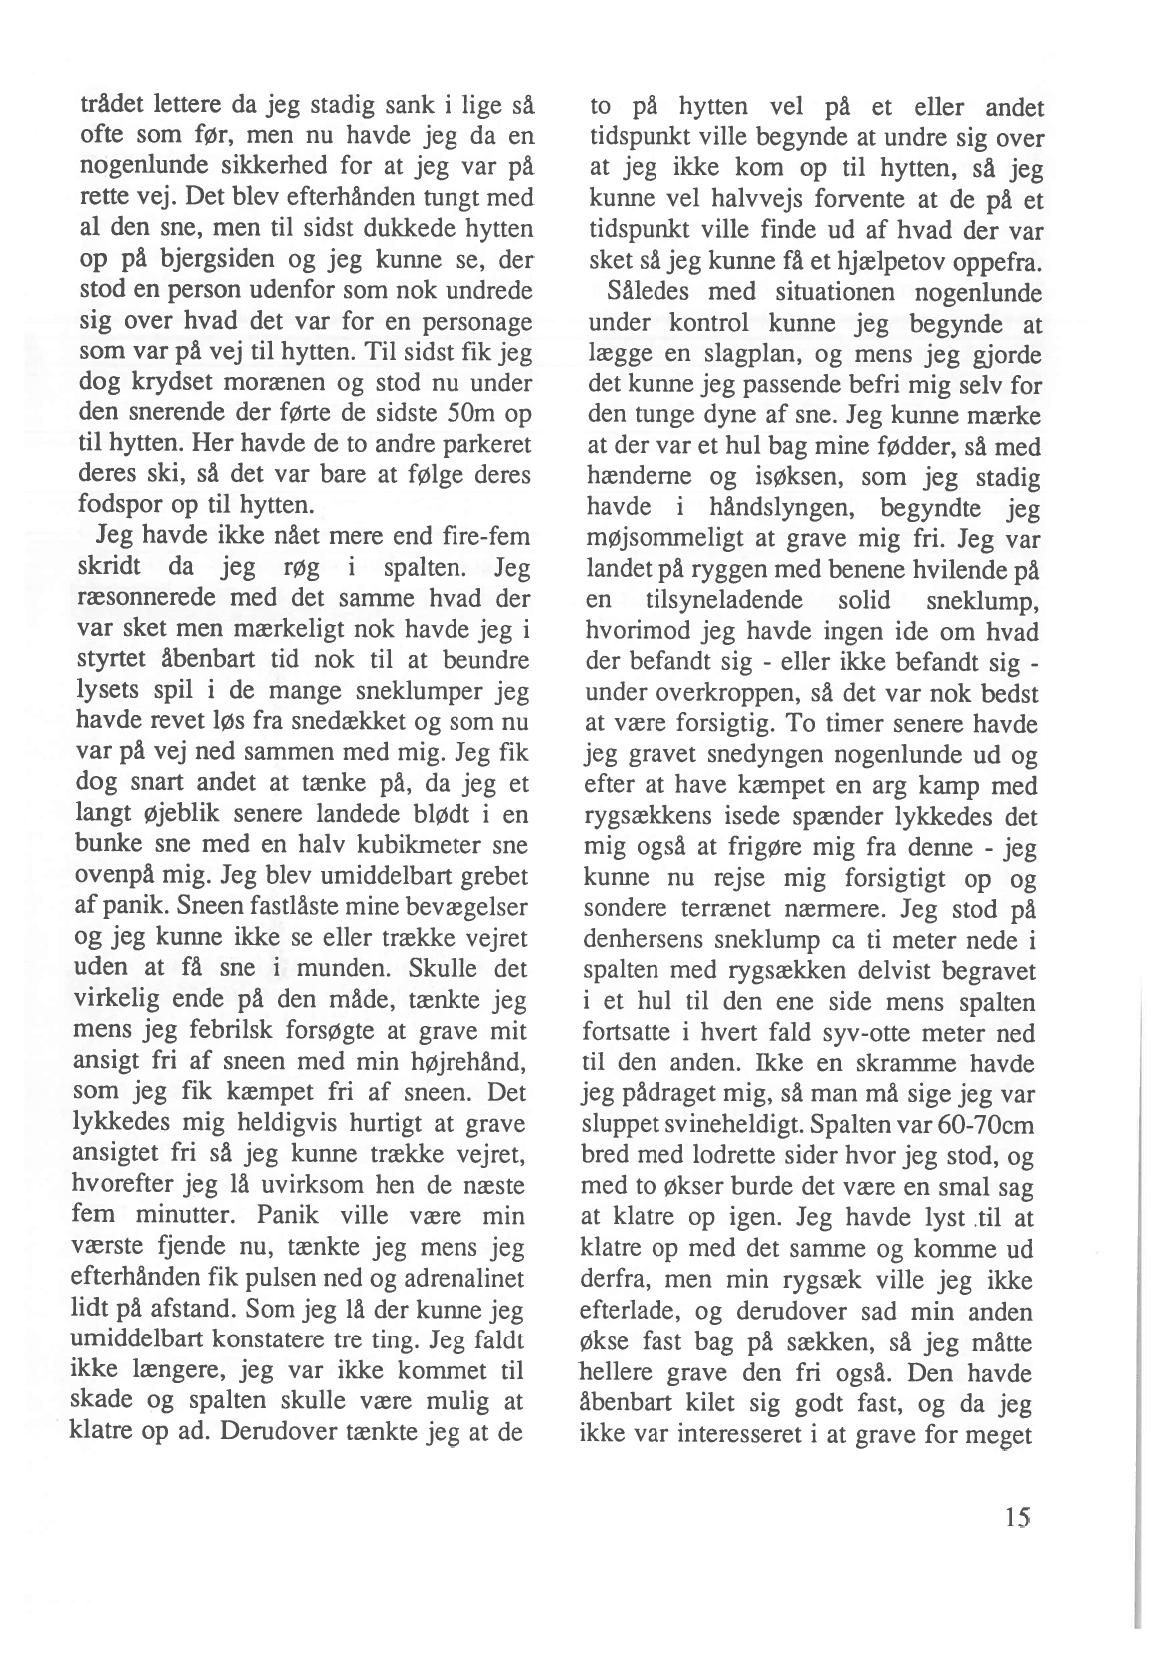 trådet lettere da jeg stadig sank i lige så
ofte som før, men nu havde jeg da en
nogenlunde sikkerhed for at jeg var på
rette vej. Det blev efterhånden tungt med
al den sne, men til sidst dukkede hytten
op på bjergsiden og jeg kunne se, der
stod en person udenfor som nok undrede
sig over hvad det var for en personage
som var på vej til hytten. Til sidst fik jeg
dog krydset morænen og stod nu under
den snerende der førte de sidste 50m op
til hytten. Her havde de to andre parkeret
deres ski, så det var bare at følge deres
fodspor op til hytten.
Jeg havde ikke nået mere end fire-fem
skridt da jeg røg i spalten. Jeg
ræsonnerede med det samme hvad der
var sket men mærkeligt nok havde jeg i
styrtet åbenbart tid nok til at beundre
lysets spil i de mange sneklumper jeg
havde revet løs fra snedækket og som nu
var på vej ned sammen med mig. Jeg fik
dog snart andet at tænke på, da jeg et
langt øjeblik senere landede blødt i en
bunke sne med en halv kubikmeter sne
ovenpå mig. Jeg blev umiddelbart grebet
af panik. Sneen fastlåste mine bevægelser
og jeg kunne ikke se eller trække vejret
uden at få sne i munden. Skulle det
virkelig ende på den måde, tænkte jeg
mens jeg febrilsk forsøgte at grave mit
ansigt fri af sneen med min højrehånd,
som jeg fik kæmpet fri af sneen. Det
lykkedes mig heldigvis hurtigt at grave
ansigtet fri så jeg kunne trække vejret,
hvorefter jeg lå uvirksom hen de næste
fem minutter. Panik ville være min
værste fjende nu, tænkte jeg mens jeg
efterhånden fik pulsen ned og adrenalinet
lidt på afstand. Som jeg lå der kunne jeg
umiddelbart konstatere tre ting. Jeg faldt
ikke længere, jeg var ikke kommet til
skade og spalten skulle være mulig at
klatre op ad. Derudover tænkte jeg at de
to på hytten vel på et eller andet
tidspunkt ville begynde at undre sig over
at jeg ikke kom op til hytten, så jeg
kunne vel halvvejs forvente at de på et
tidspunkt ville finde ud af hvad der var
sket så jeg kunne få et hjælpetov oppefra.
Således med situationen nogenlunde
under kontrol kunne jeg begynde at
lægge en slagplan, og mens jeg gjorde
det kunne jeg passende befri mig selv for
den tunge dyne af sne. Jeg kunne mærke
at der var et hul bag mine fødder, så med
hænderne og isøksen, som jeg stadig
havde i håndslyngen, begyndte jeg
møjsommeligt at grave mig fri. Jeg var
landet på ryggen med benene hvilende på
en tilsyneladende solid sneklump,
hvorimod jeg havde ingen ide om hvad
der befandt sig - eller ikke befandt sig -
under overkroppen, så det var nok bedst
at være forsigtig. To timer senere havde
jeg gravet snedyngen nogenlunde ud og
efter at have kæmpet en arg kamp med
rygsækkens isede spænder lykkedes det
mig også at frigøre mig fra denne - jeg
kunne nu rejse mig forsigtigt op og
sondere terrænet nærmere. Jeg stod på
denhersens sneklump ca ti meter nede i
spalten med rygsækken delvist begravet
i et hul til den ene side mens spalten
fortsatte i hvert fald syv-otte meter ned
til den anden. Ikke en skramme havde
jeg pådraget mig, så man må sige jeg var
sluppet svineheldigt. Spalten var 60-70cm
bred med lodrette sider hvor jeg stod, og
med to økser burde det være en smal sag
at klatre op igen. Jeg havde lyst .til at
klatre op med det samme og komme ud
derfra, men min rygsæk ville jeg ikke
efterlade, og derudover sad min anden
økse fast bag på sækken, så jeg måtte
hellere grave den fri også. Den havde
åbenbart kilet sig godt fast, og da jeg
ikke var interesseret i at grave for meget
15